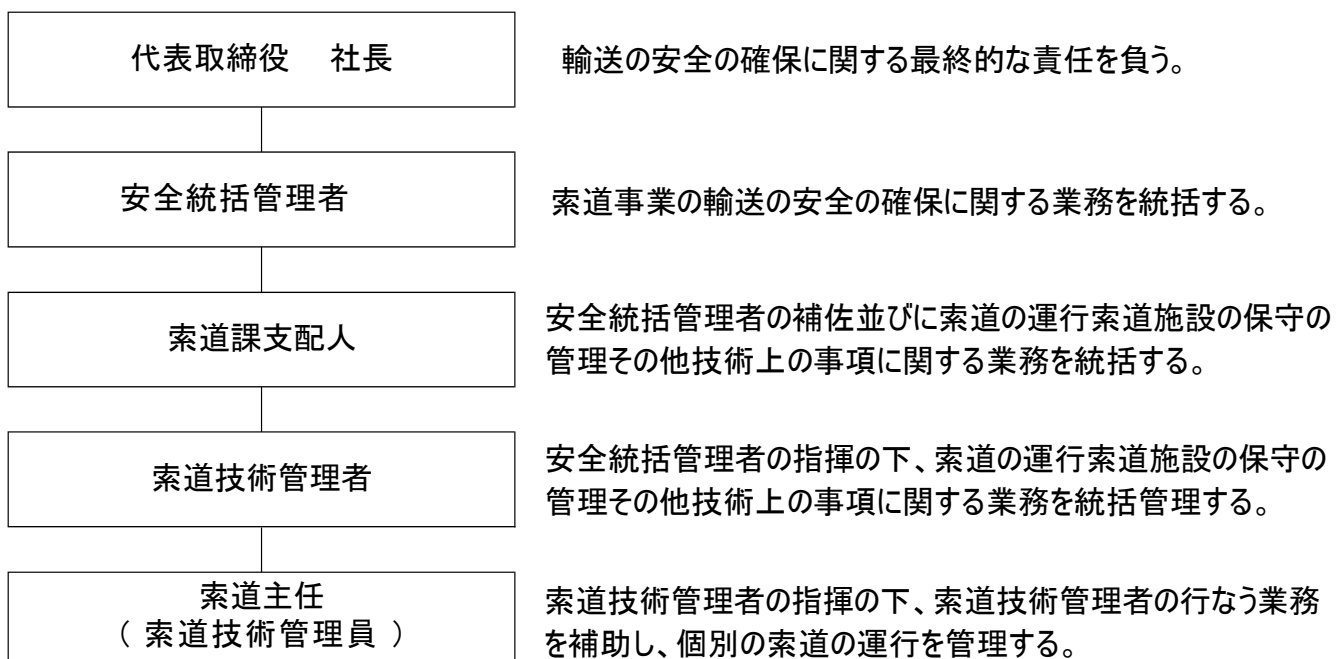 代表取締役　社長
輸送の安全の確保に関する最終的な責任を負う。
安全統括管理者
索道事業の輸送の安全の確保に関する業務を統括する。
索道課支配人
安全統括管理者の補佐並びに索道の運行索道施設の保守の
管理その他技術上の事項に関する業務を統括する。
索道技術管理者
安全統括管理者の指揮の下、索道の運行索道施設の保守の
管理その他技術上の事項に関する業務を統括管理する。
索道主任
（ 索道技術管理員 ）
索道技術管理者の指揮の下、索道技術管理者の行なう業務
を補助し、個別の索道の運行を管理する。